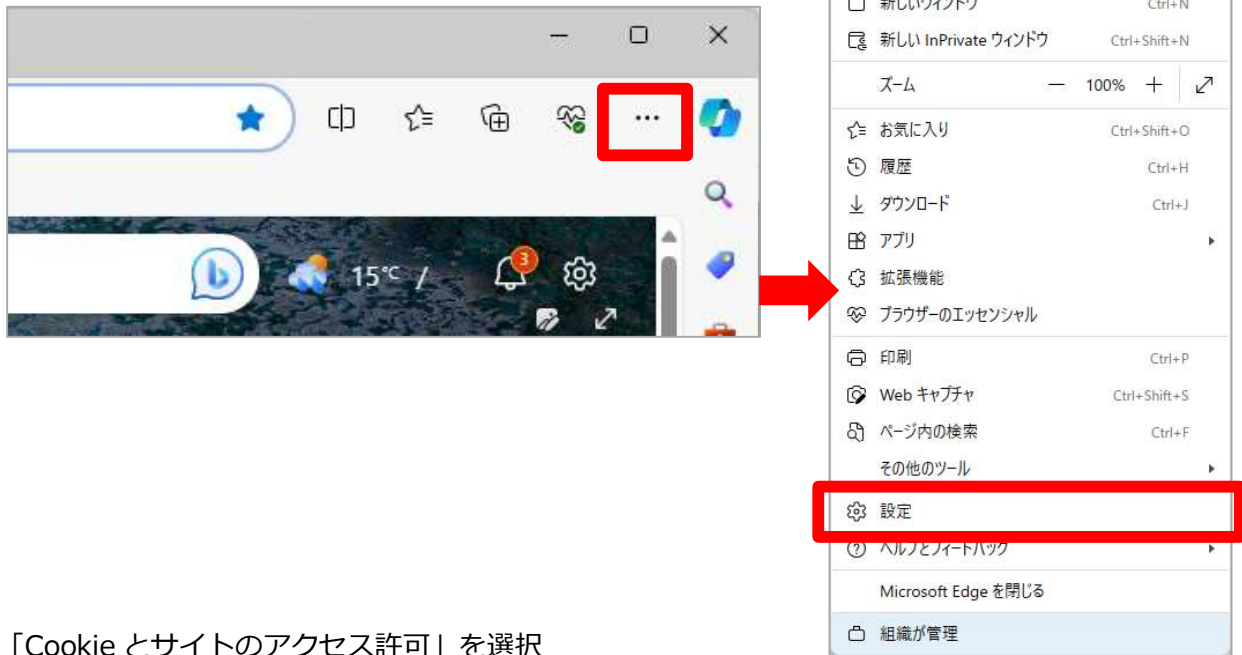 3
15℃ /
新しいウィンドウ Ctrl+N
新しい InPrivate ウィンドウ Ctrl+Shift+N
ズーム — 100% +
お気に入り Ctrl+Shift+O
履歴 Ctrl+H
ダウンロード Ctrl+J
アプリ
拡張機能
ブラウザーのエッセンシャル
印刷 Ctrl+P
Web キャプチャ Ctrl+Shift+S
ページ内の検索 Ctrl+F
その他のツール
設定
ヘルプとフィードバック
Microsoft Edge を閉じる
組織が管理
「Cookie とサイトのアクセス許可」を選択